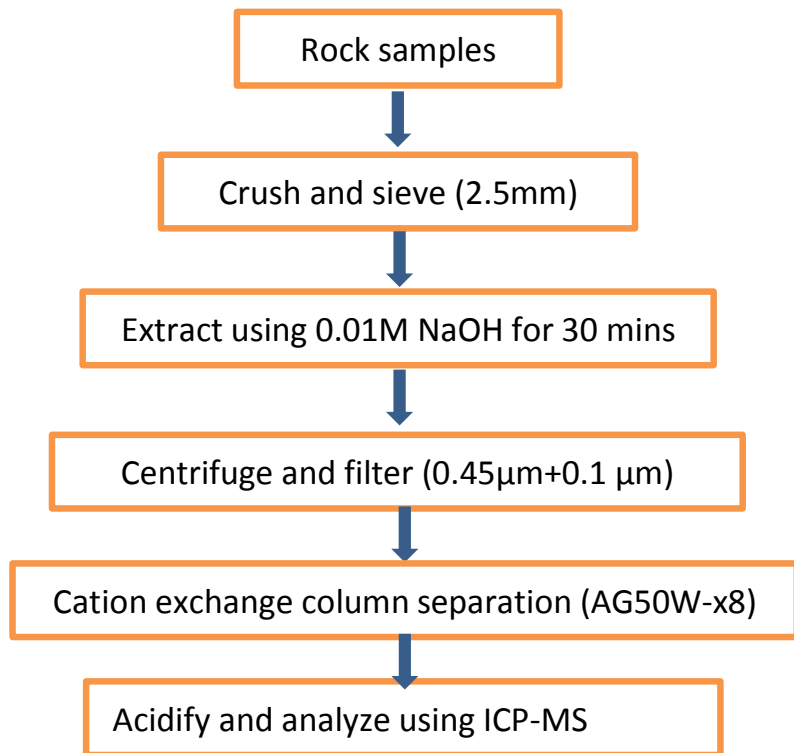 Rock samples
Crush and sieve (2.5mm)
Extract using 0.01M NaOH for 30 mins
Centrifuge and filter (0.45µm+0.1 µm)
Cation exchange column separation (AG50W-x8)
Acidify and analyze using ICP-MS